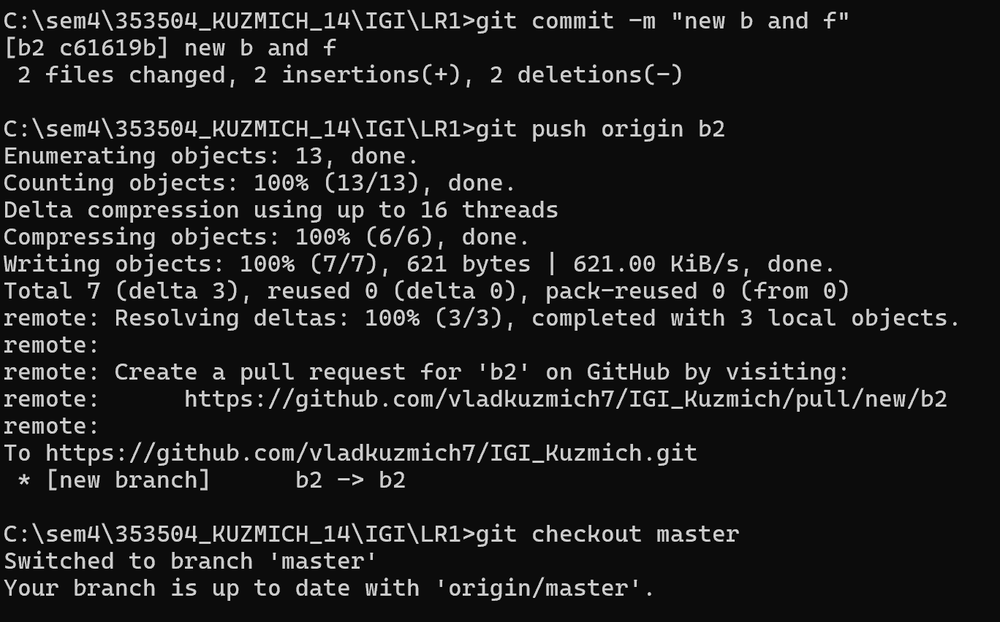 C:\sem4\353504_KUZMICH_14\IGI\LR1>git commit -m "new b and f"
[b2 c61619b] new b and f
 2 files changed, 2 insertions(+), 2 deletions(-)

C:\sem4\353504_KUZMICH_14\IGI\LR1>git push origin b2
Enumerating objects: 13, done.
Counting objects: 100% (13/13), done.
Delta compression using up to 16 threads
Compressing objects: 100% (6/6), done.
Writing objects: 100% (7/7), 621 bytes | 621.00 KiB/s, done.
Total 7 (delta 3), reused 0 (delta 0), pack-reused 0 (from 0)
remote: Resolving deltas: 100% (3/3), completed with 3 local objects.
remote:
remote: Create a pull request for 'b2' on GitHub by visiting:
remote:      https://github.com/vladkuzmich7/IGI_Kuzmich/pull/new/b2
remote:
To https://github.com/vladkuzmich7/IGI_Kuzmich.git
 * [new branch]      b2 -> b2

C:\sem4\353504_KUZMICH_14\IGI\LR1>git checkout master
Switched to branch 'master'
Your branch is up to date with 'origin/master'.